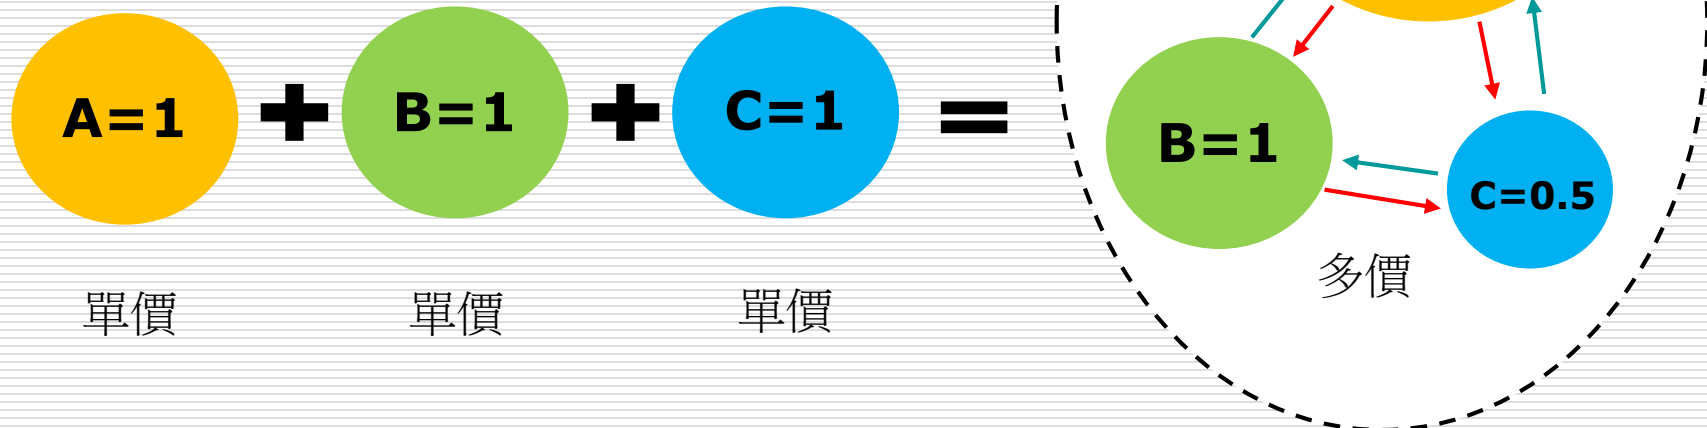 A=1 + B=1 + C=1 =
B=1
C=0.5
單價 單價 單價
多價